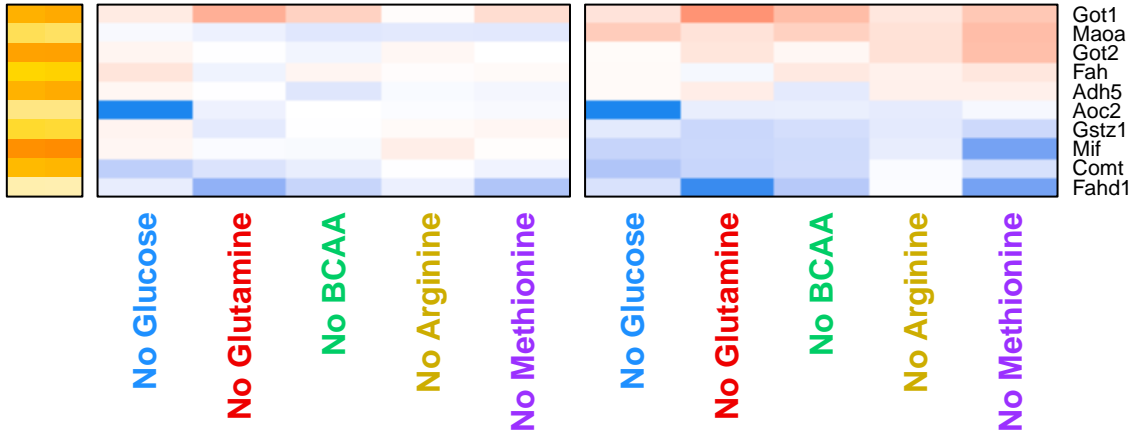 Got1
Maoa
Got2
Fah
Adh5
Aoc2
Gstz1
Mif
Comt
Fahd1
No Glucose
No Glutamine
No BCAA
No Arginine
No Methionine
No Glucose
No Glutamine
No BCAA
No Arginine
No Methionine